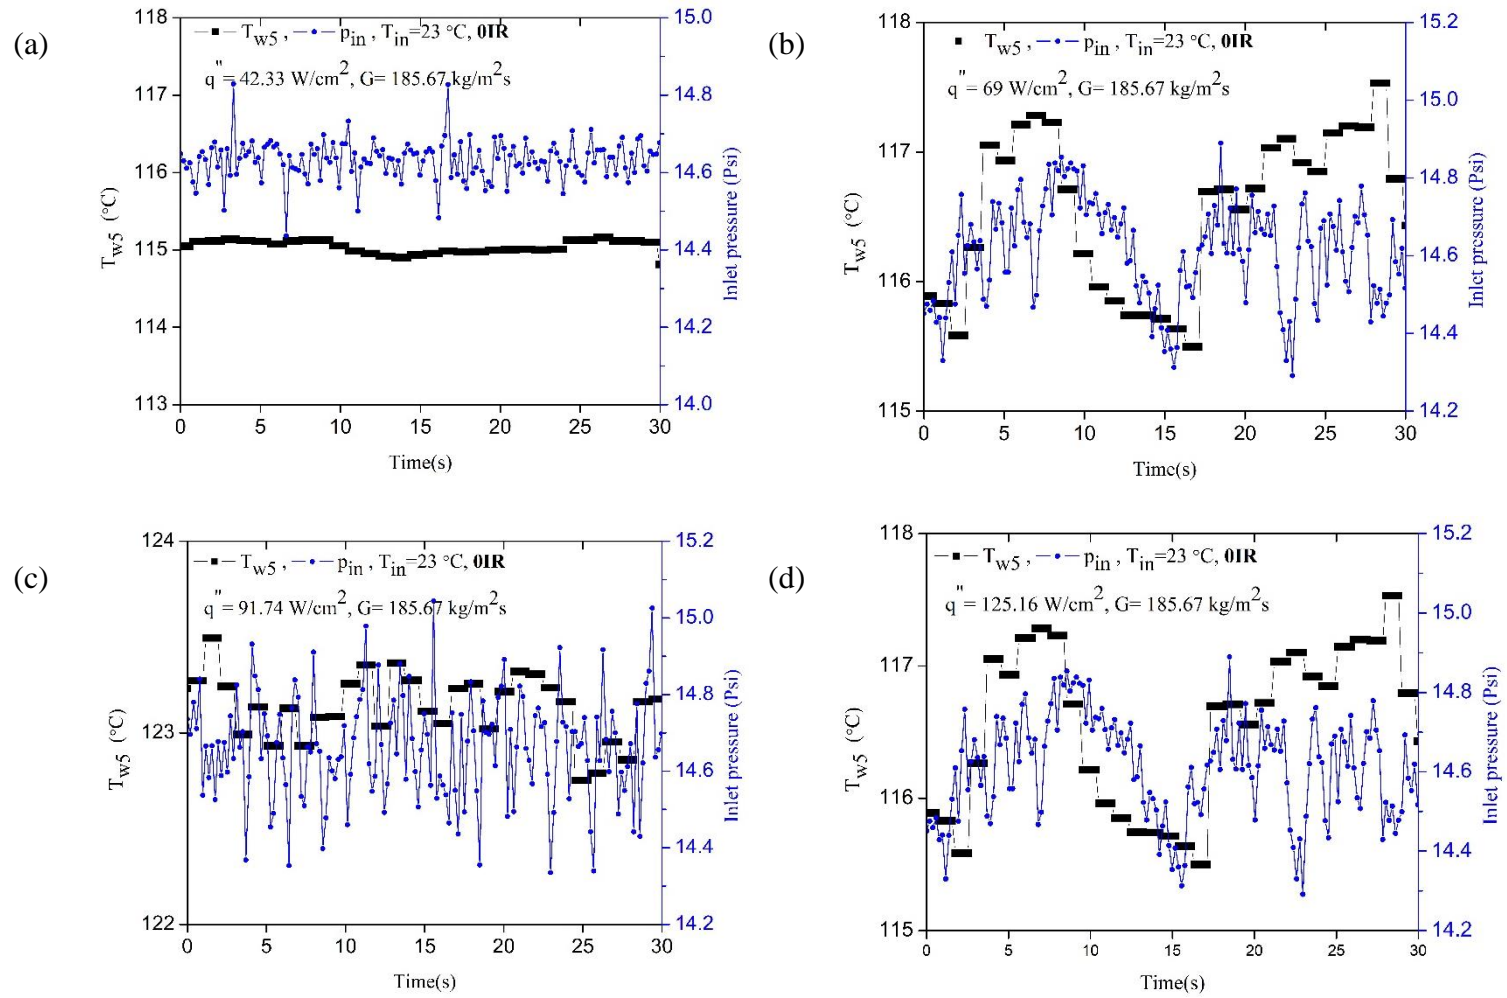 (a)
118
117
116
115
114
113
15.0
14.8
14.6
14.4
14.2
14.0
T_w5 , p_in , T_in=23 °C, 0IR
q"= 42.33 W/cm², G= 185.67 kg/m²s
T_w5 (°C)
Inlet pressure (Psi)
0 5 10 15 20 25 30
Time(s)
(b)
118
117
116
115
15.2
15.0
14.8
14.6
14.4
14.2
T_w5 , p_in , T_in=23 °C, 0IR
q"= 69 W/cm², G= 185.67 kg/m²s
T_w5 (°C)
Inlet pressure (Psi)
0 5 10 15 20 25 30
Time(s)
(c)
124
123
122
15.2
15.0
14.8
14.6
14.4
14.2
T_w5 , p_in , T_in=23 °C, 0IR
q"= 91.74 W/cm², G= 185.67 kg/m²s
T_w5 (°C)
Inlet pressure (Psi)
0 5 10 15 20 25 30
Time(s)
(d)
118
117
116
115
15.2
15.0
14.8
14.6
14.4
14.2
T_w5 , p_in , T_in=23 °C, 0IR
q"= 125.16 W/cm², G= 185.67 kg/m²s
T_w5 (°C)
Inlet pressure (Psi)
0 5 10 15 20 25 30
Time(s)